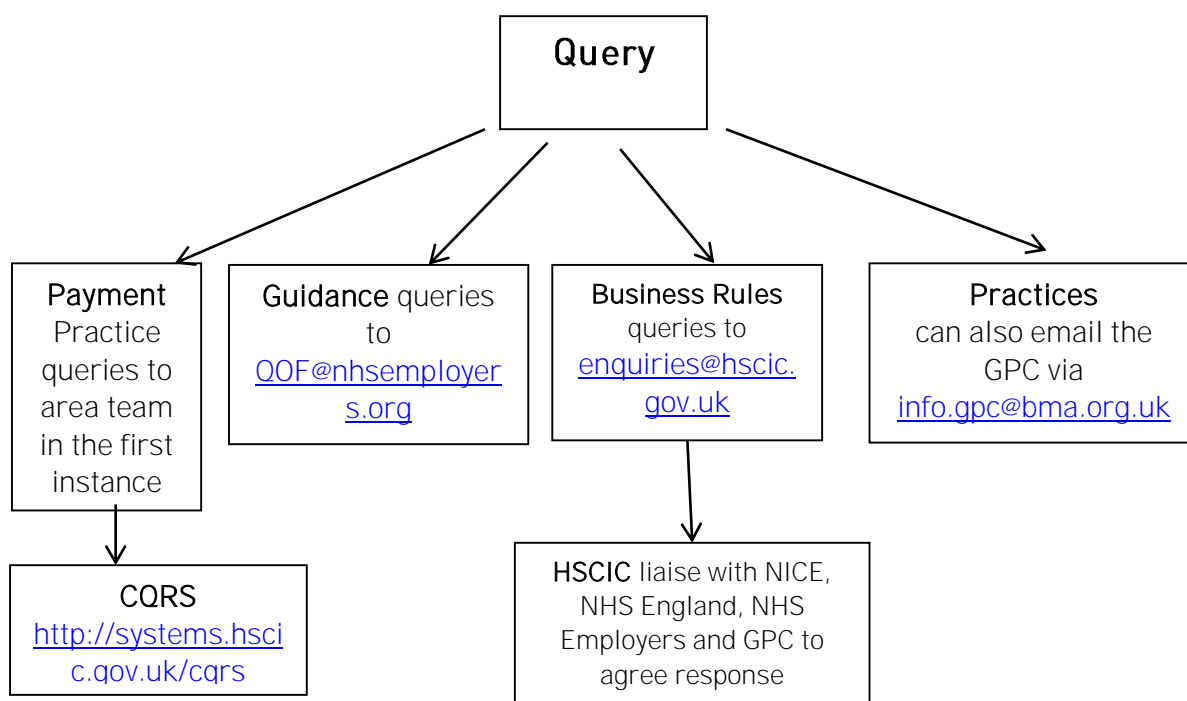 Query
Payment
Practice
queries to
area team
in the first
instance
Guidance queries
to
QOF@nhsemployer
s.org
Business Rules
queries to
enquiries@hscic.
gov.uk
Practices
can also email the
GPC via
info.gpc@bma.org.uk
CQRS
http://systems.hsci
c.gov.uk/cqrs
HSCIC liaise with NICE,
NHS England, NHS
Employers and GPC to
agree response